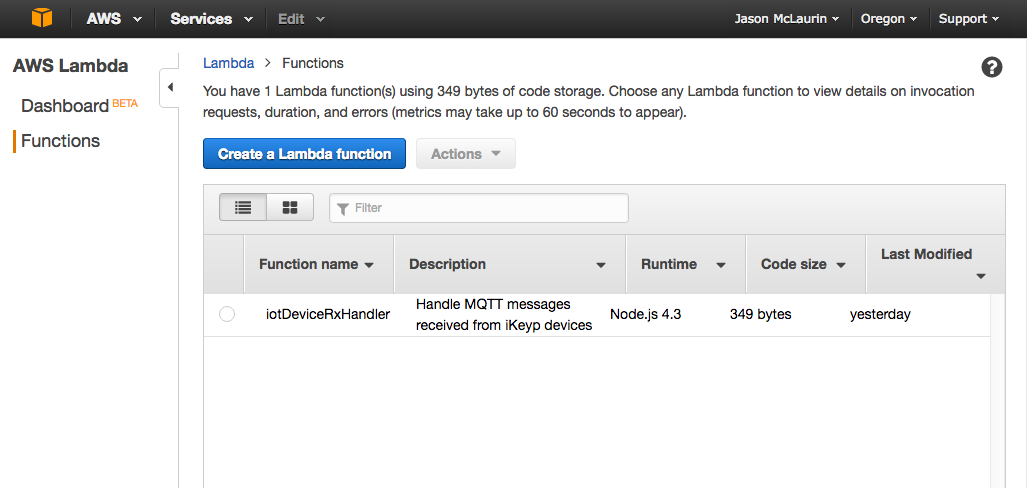 AWS Services Edit Jason McLaurin Oregon Support
AWS Lambda
Dashboard BETA
Functions
Lambda > Functions
You have 1 Lambda function(s) using 349 bytes of code storage. Choose any Lambda function to view details on invocation
requests, duration, and errors (metrics may take up to 60 seconds to appear).
Create a Lambda function Actions
Filter
Function name Description Runtime Code size Last Modified
iotDeviceRxHandler Handle MQTT messages
received from iKeyp devices Node.js 4.3 349 bytes yesterday